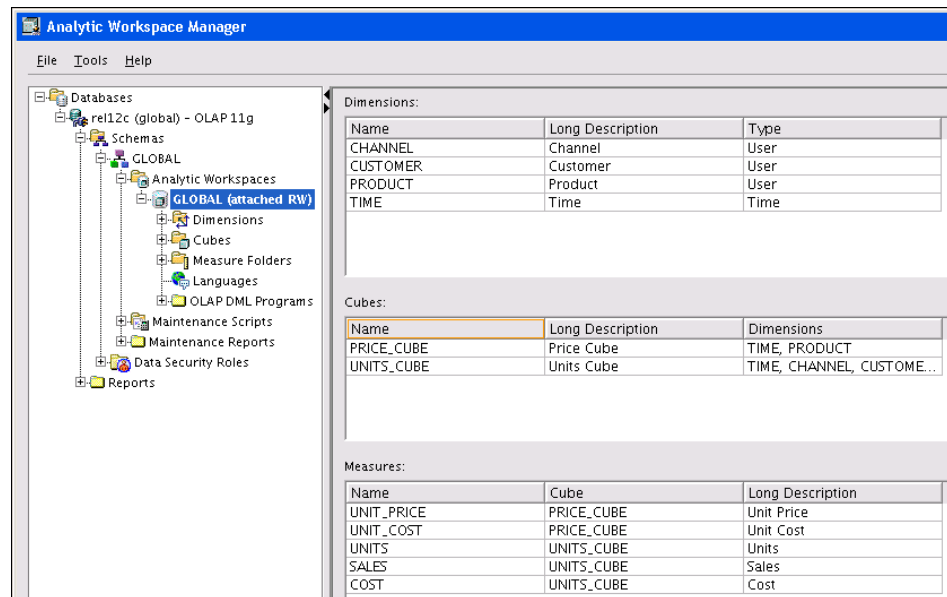 Analytic Workspace Manager
File Tools Help
Databases
rel12c (global) - OLAP 11g
Schemas
GLOBAL
Analytic Workspaces
GLOBAL (attached RW)
Dimensions
Cubes
Measure Folders
Languages
OLAP DML Programs
Maintenance Scripts
Maintenance Reports
Data Security Roles
Reports
Dimensions:
Name Long Description Type
CHANNEL Channel User
CUSTOMER Customer User
PRODUCT Product User
TIME Time Time
Cubes:
Name Long Description Dimensions
PRICE_CUBE Price Cube TIME, PRODUCT
UNITS_CUBE Units Cube TIME, CHANNEL, CUSTOME...
Measures:
Name Cube Long Description
UNIT_PRICE PRICE_CUBE Unit Price
UNIT_COST PRICE_CUBE Unit Cost
UNITS UNITS_CUBE Units
SALES UNITS_CUBE Sales
COST UNITS_CUBE Cost